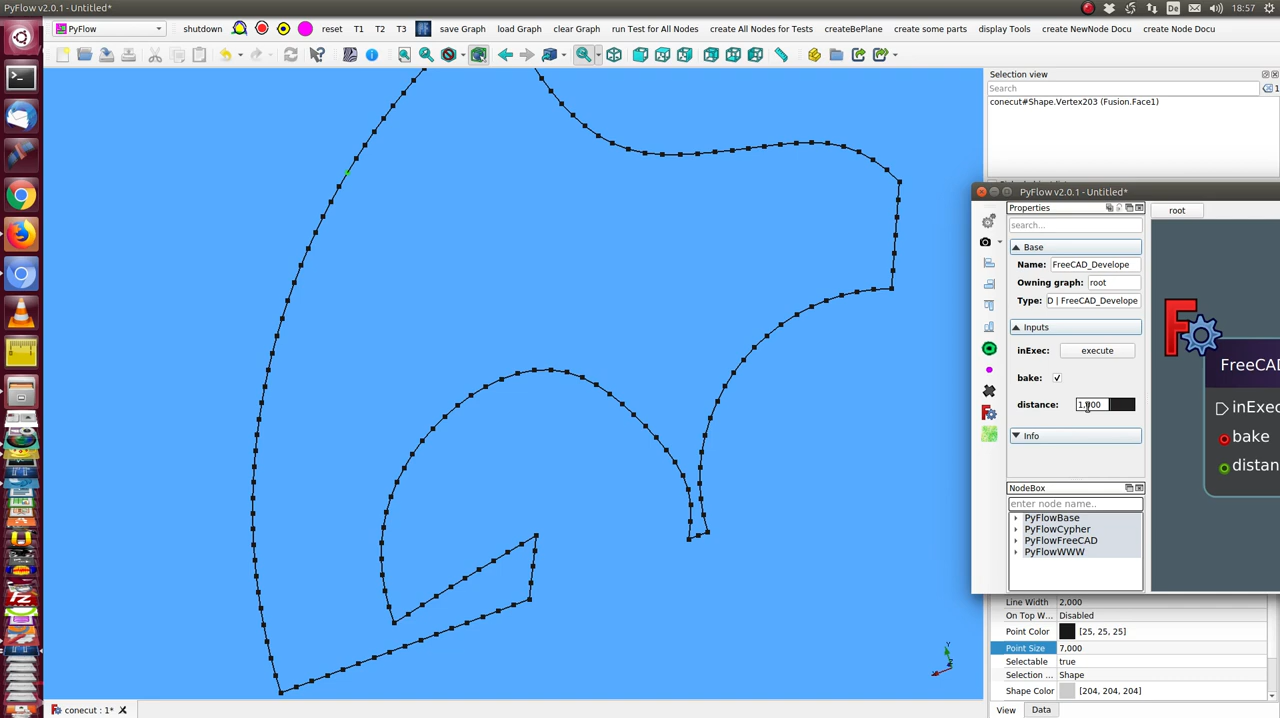 PyFlow v2.0.1 - Untitled*
De
18:57
PyFlow
shutdown
reset
T1
T2
T3
save Graph
load Graph
clear Graph
run Test for All Nodes
create All Nodes for Tests
createBePlane
create some parts
display Tools
create NewNode Docu
create Node Docu
Selection view
Search
conecut#Shape.Vertex203 (Fusion.Face1)
PyFlow v2.0.1 - Untitled*
Properties
root
search...
Base
Name: FreeCAD_Develope
Owning graph: root
Type: D | FreeCAD_Develope
Inputs
inExec: execute
bake:
distance:
Info
FreeCA
inExec
bake
distan
NodeBox
enter node name..
PyFlowBase
PyFlowCypher
PyFlowFreeCAD
PyFlowWWW
Line Width 2,000
On Top W... Disabled
Point Color [25, 25, 25]
Point Size 7,000
Selectable true
Selection ... Shape
Shape Color [204, 204, 204]
View
Data
conecut : 1*